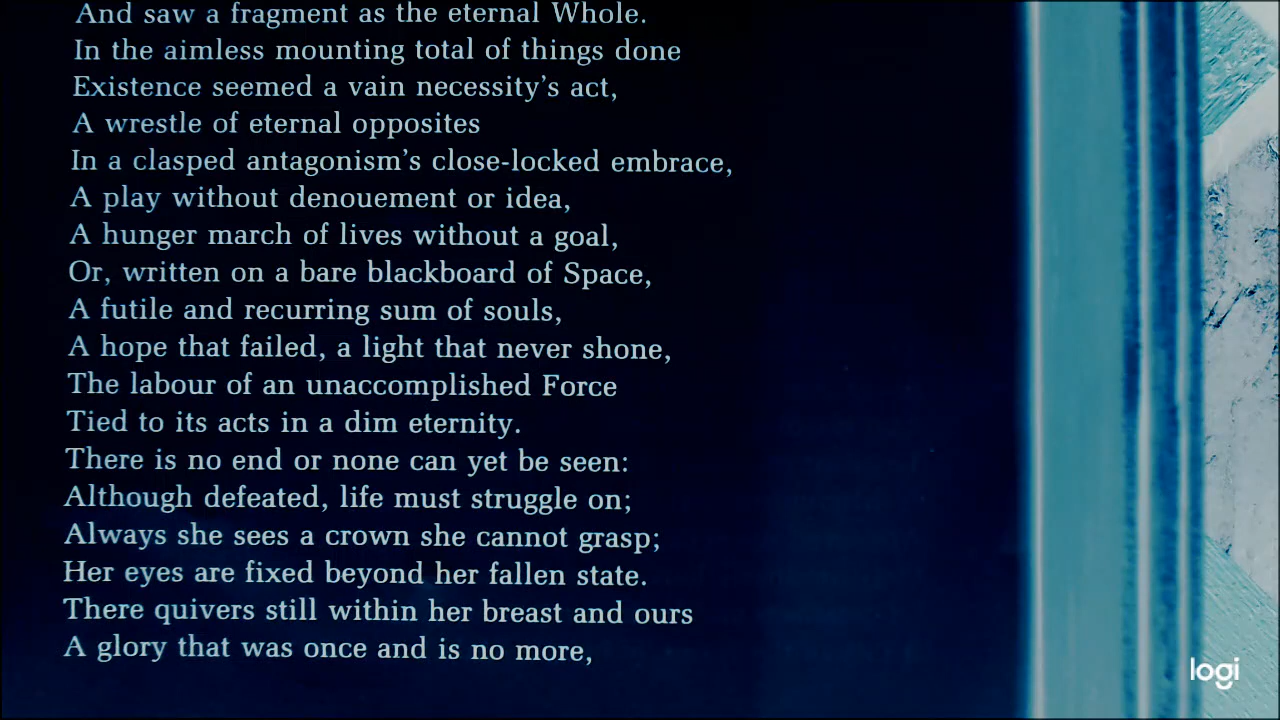 And saw a fragment as the eternal Whole.
In the aimless mounting total of things done
Existence seemed a vain necessity’s act,
A wrestle of eternal opposites
In a clasped antagonism’s close-locked embrace,
A play without denouement or idea,
A hunger march of lives without a goal,
Or, written on a bare blackboard of Space,
A futile and recurring sum of souls,
A hope that failed, a light that never shone,
The labour of an unaccomplished Force
Tied to its acts in a dim eternity.
There is no end or none can yet be seen:
Although defeated, life must struggle on;
Always she sees a crown she cannot grasp;
Her eyes are fixed beyond her fallen state.
There quivers still within her breast and ours
A glory that was once and is no more,
logi